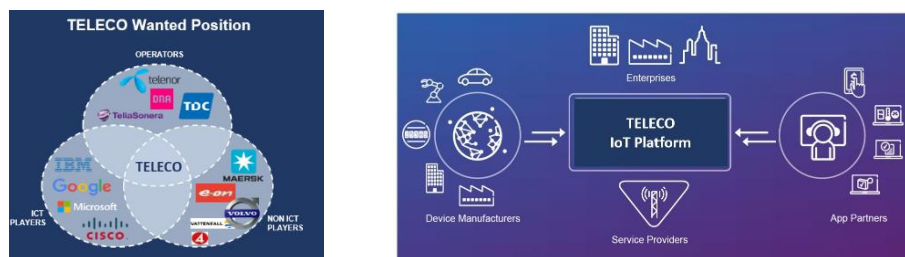 TELECO Wanted Position
OPERATORS
telenor
DNA
TDC
TeliaSonera
TELECO
IBM
Google
Microsoft
CISCO
ICT
PLAYERS
MAERSK
e-on
VOLVO
VATTENFALL
4
NON ICT
PLAYERS
Enterprises
TELECO
IoT Platform
Device Manufacturers
Service Providers
App Partners